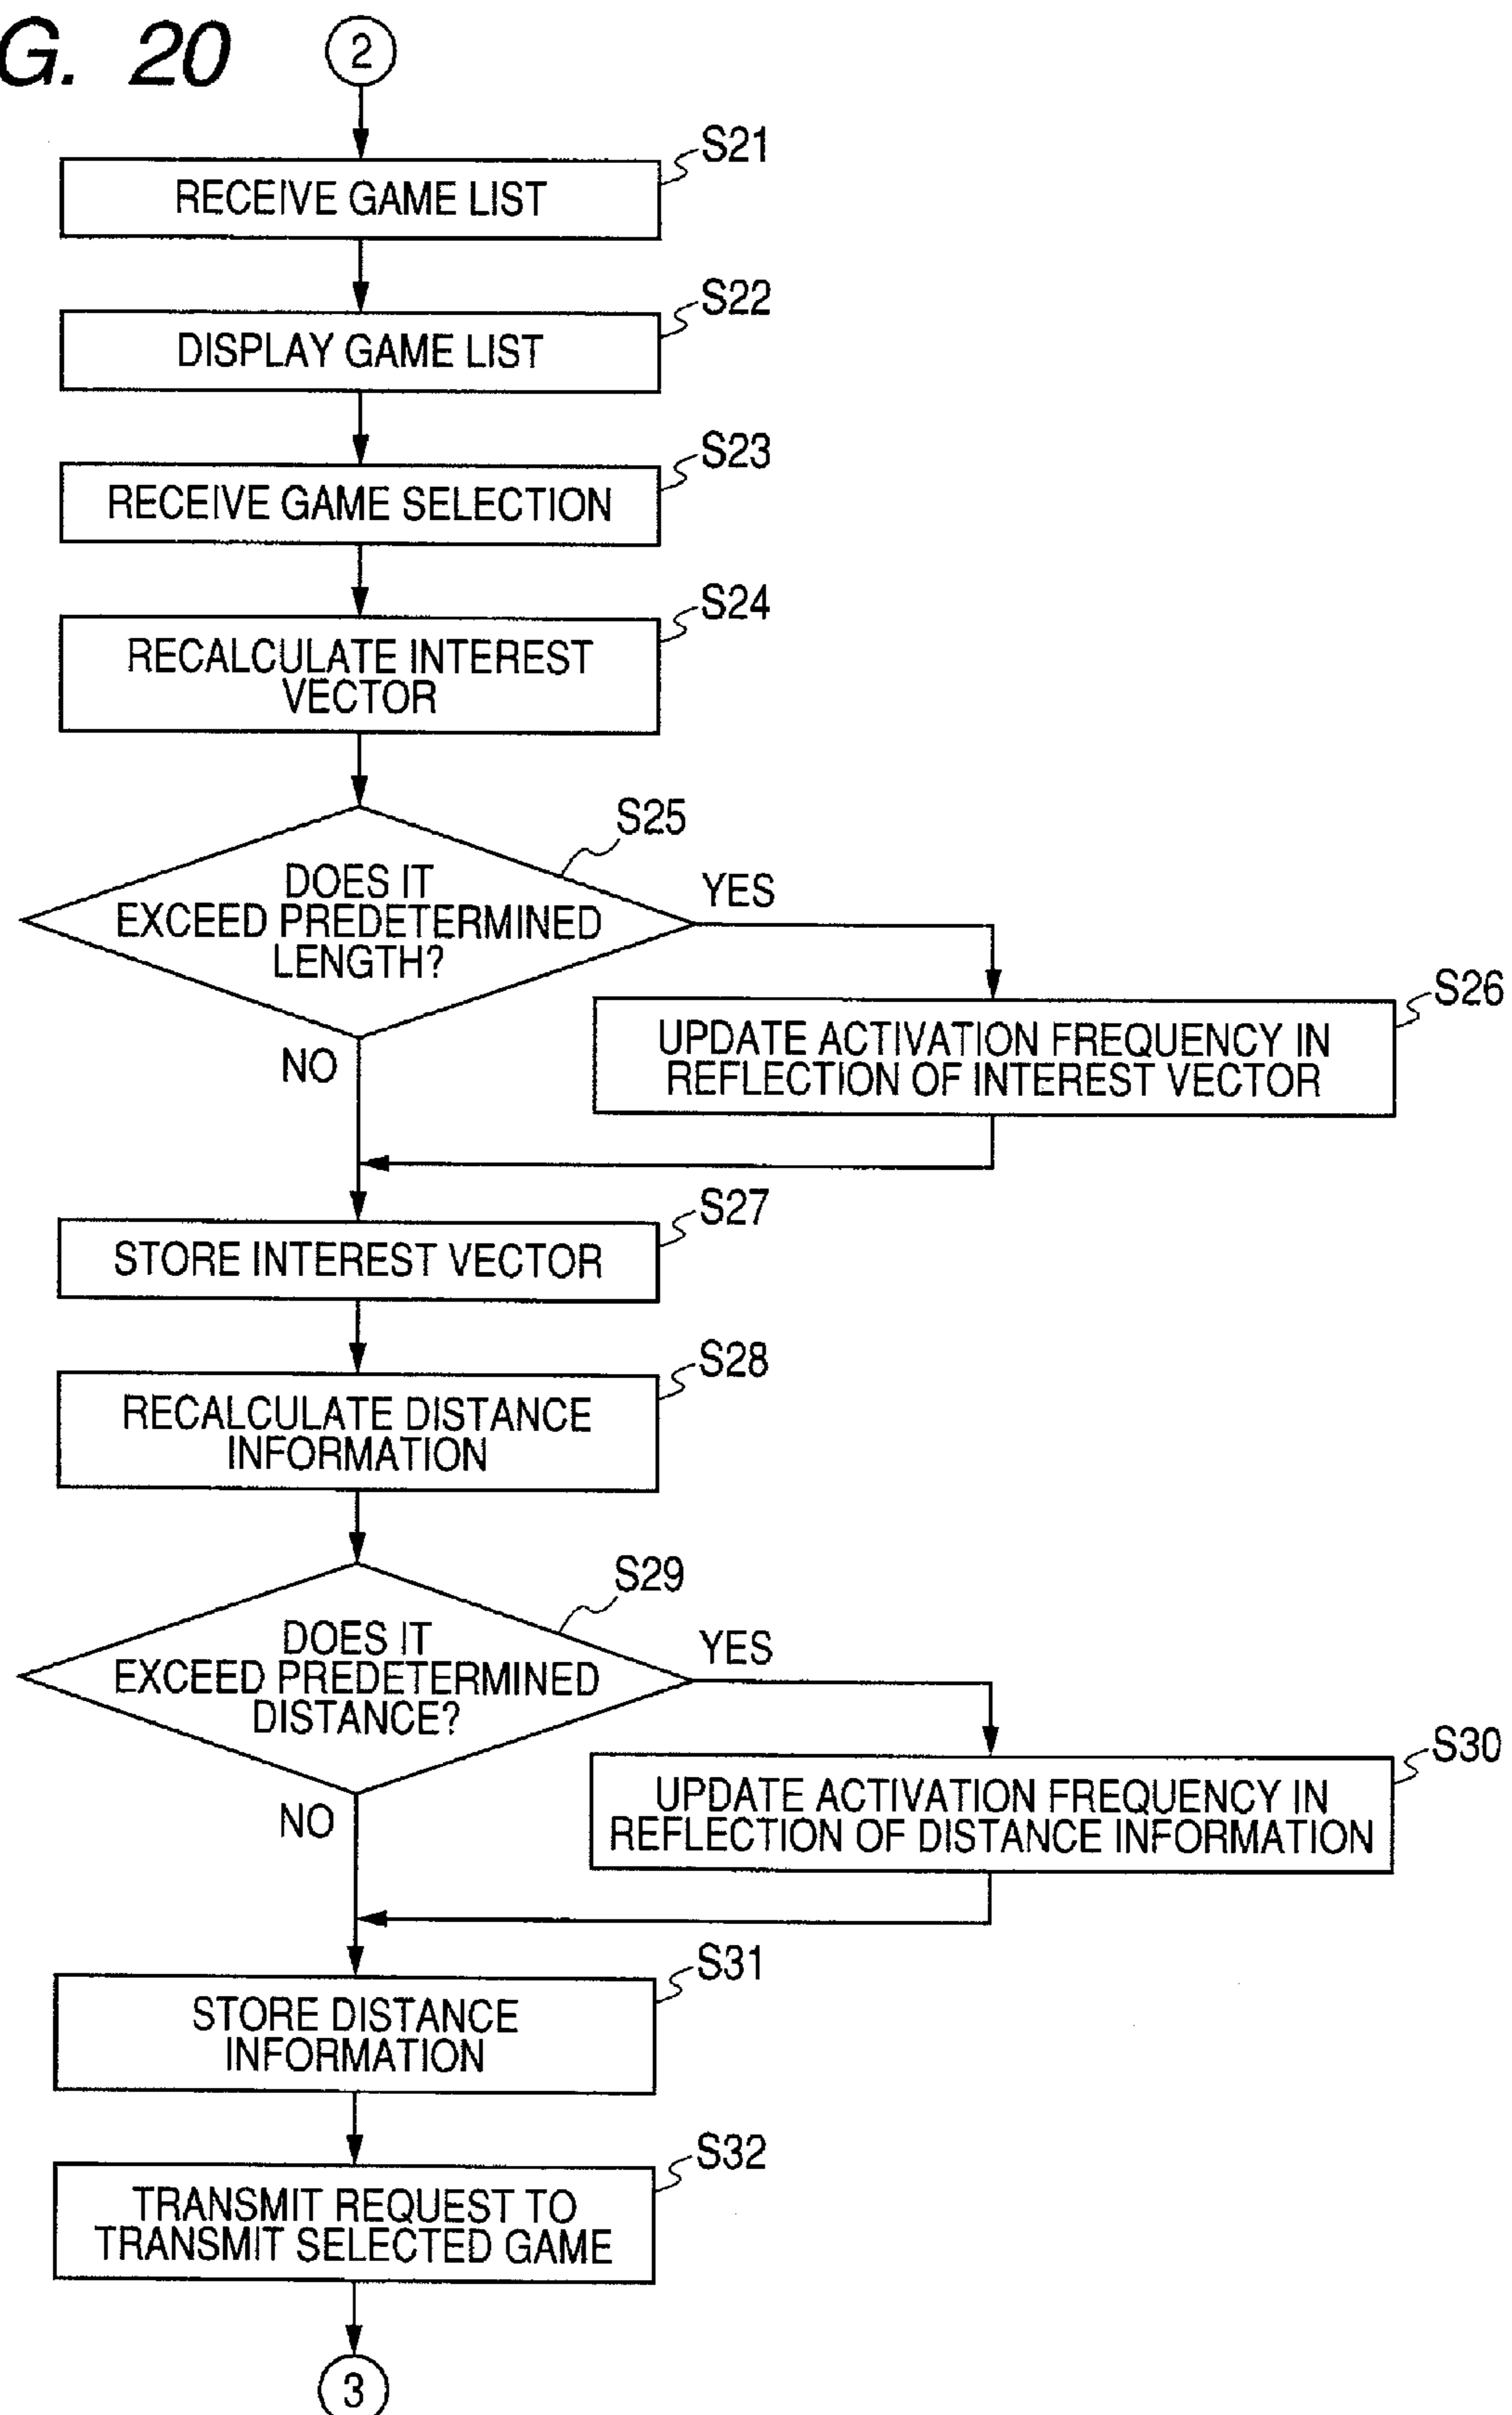 G. 20
2
S21
RECEIVE GAME LIST
S22
DISPLAY GAME LIST
S23
RECEIVE GAME SELECTION
S24
RECALCULATE INTEREST
VECTOR
S25
DOES IT
EXCEED PREDETERMINED
LENGTH?
YES
NO
S26
UPDATE ACTIVATION FREQUENCY IN
REFLECTION OF INTEREST VECTOR
S27
STORE INTEREST VECTOR
S28
RECALCULATE DISTANCE
INFORMATION
S29
DOES IT
EXCEED PREDETERMINED
DISTANCE?
YES
NO
S30
UPDATE ACTIVATION FREQUENCY IN
REFLECTION OF DISTANCE INFORMATION
S31
STORE DISTANCE
INFORMATION
S32
TRANSMIT REQUEST TO
TRANSMIT SELECTED GAME
3